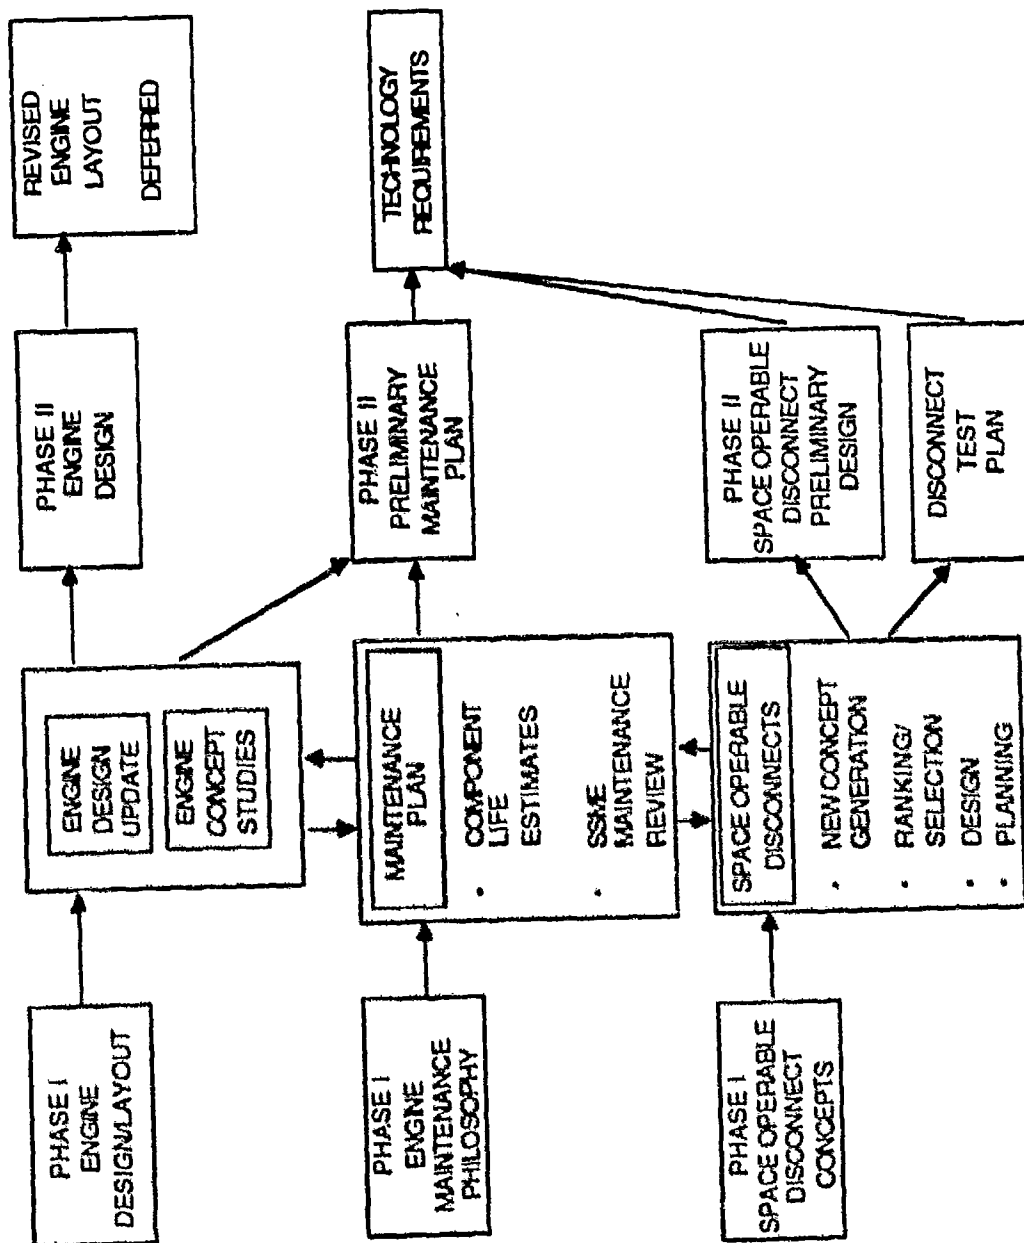 PHASE I
ENGINE
DESIGN/LAYOUT
ENGINE
DESIGN
UPDATE
ENGINE
CONCEPT
STUDIES
PHASE II
ENGINE
DESIGN
REVISED
ENGINE
LAYOUT
DEFERRED
PHASE I
ENGINE
MAINTENANCE
PHILOSOPHY
MAINTENANCE
PLAN
• COMPONENT
LIFE
ESTIMATES
• SSME
MAINTENANCE
REVIEW
PHASE II
PRELIMINARY
MAINTENANCE
PLAN
TECHNOLOGY
REQUIREMENTS
PHASE I
SPACE OPERABLE
DISCONNECT
CONCEPTS
SPACE OPERABLE
DISCONNECTS
• NEW CONCEPT
GENERATION
• RANKING/
SELECTION
• DESIGN
• PLANNING
PHASE II
SPACE OPERABLE
DISCONNECT
PRELIMINARY
DESIGN
DISCONNECT
TEST
PLAN